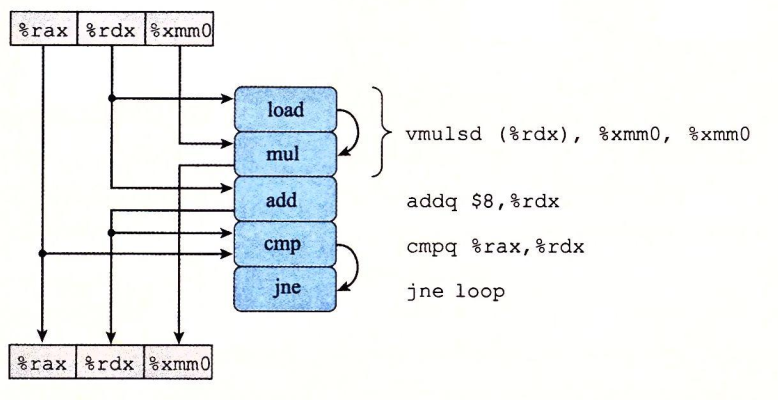 %rax %rdx %xmm0
load
mul
vmulsd (%rdx), %xmm0, %xmm0
add
addq $8,%rdx
cmp
cmpq %rax,%rdx
jne
jne loop
%rax %rdx %xmm0